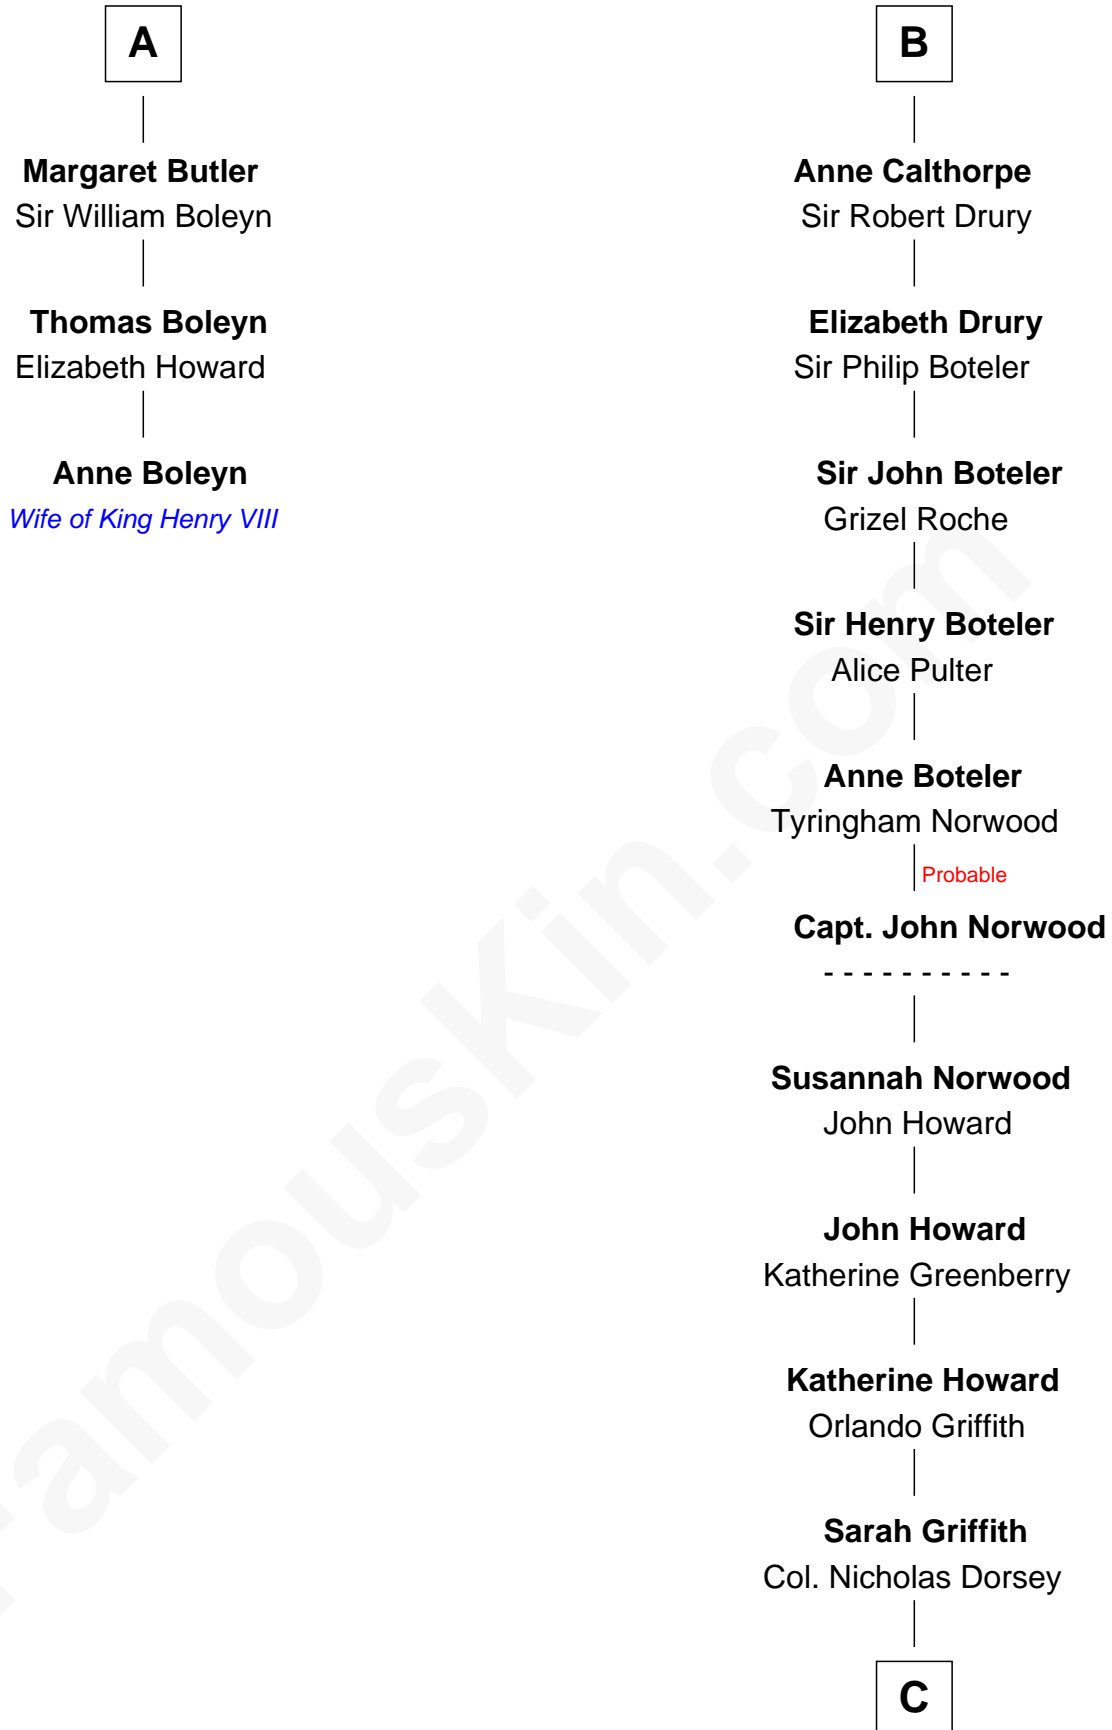 A
Margaret Butler
Sir William Boleyn
Thomas Boleyn
Elizabeth Howard
Anne Boleyn
Wife of King Henry VIII
B
Anne Calthorpe
Sir Robert Drury
Elizabeth Drury
Sir Philip Boteler
Sir John Boteler
Grizel Roche
Sir Henry Boteler
Alice Pulter
Anne Boteler
Tyringham Norwood
Probable
Capt. John Norwood
- - - - - - - - - -
Susannah Norwood
John Howard
John Howard
Katherine Greenberry
Katherine Howard
Orlando Griffith
Sarah Griffith
Col. Nicholas Dorsey
C
FamousKin.com